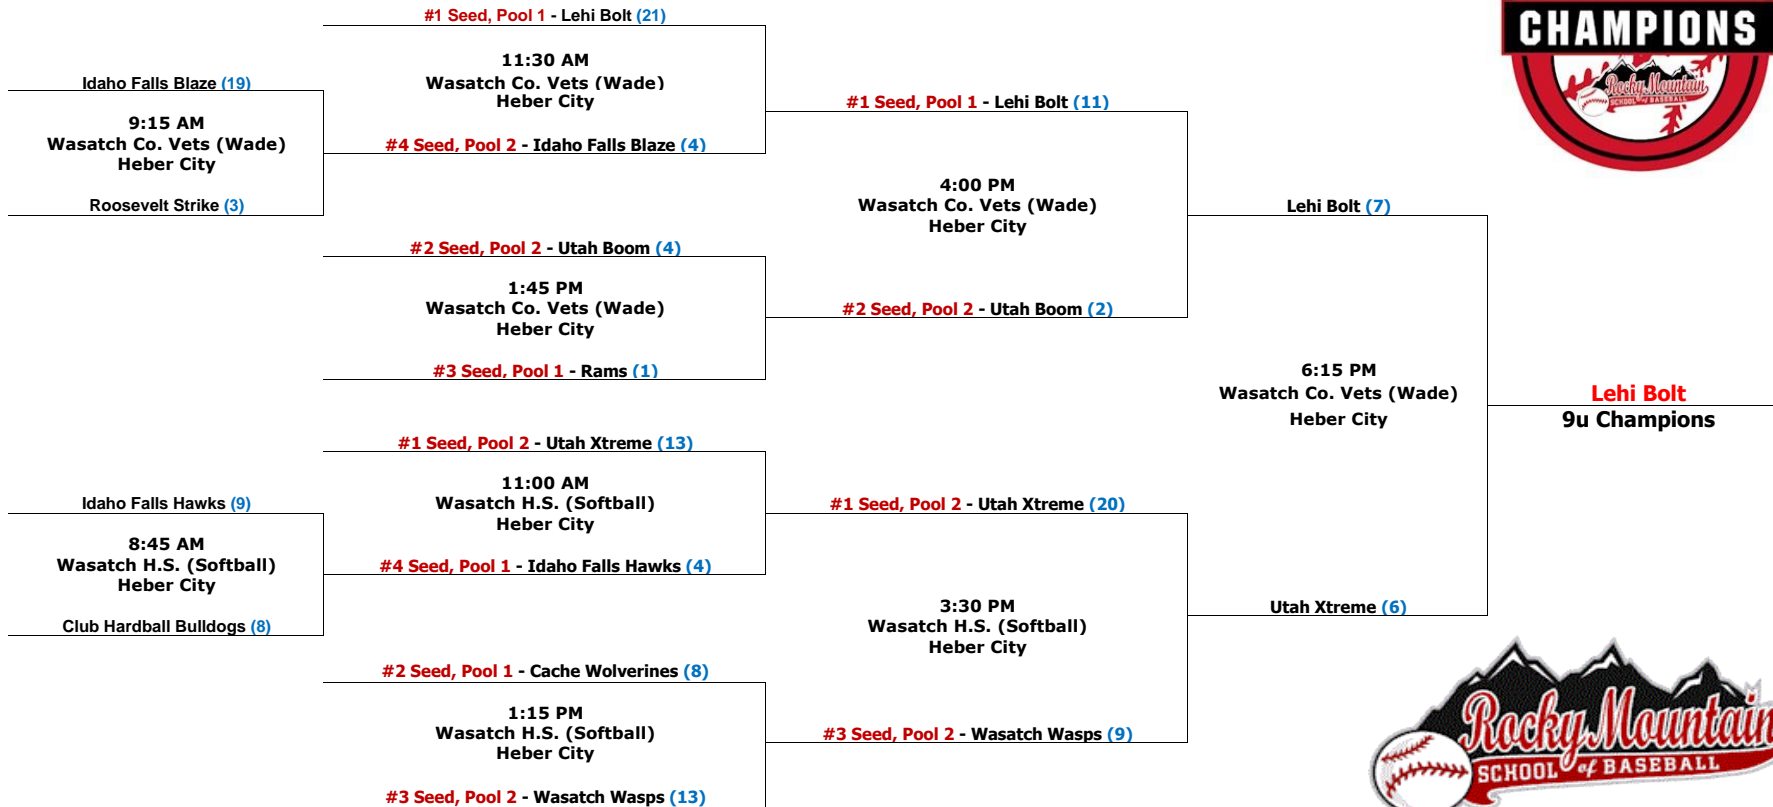 #1 Seed, Pool 1 - Lehi Bolt (21)
11:30 AM
Wasatch Co. Vets (Wade)
Heber City
#4 Seed, Pool 2 - Idaho Falls Blaze (4)
Idaho Falls Blaze (19)
9:15 AM
Wasatch Co. Vets (Wade)
Heber City
Roosevelt Strike (3)
#2 Seed, Pool 2 - Utah Boom (4)
1:45 PM
Wasatch Co. Vets (Wade)
Heber City
#3 Seed, Pool 1 - Rams (1)
#1 Seed, Pool 1 - Lehi Bolt (11)
4:00 PM
Wasatch Co. Vets (Wade)
Heber City
#2 Seed, Pool 2 - Utah Boom (2)
#1 Seed, Pool 2 - Utah Xtreme (13)
11:00 AM
Wasatch H.S. (Softball)
Heber City
#4 Seed, Pool 1 - Idaho Falls Hawks (4)
Idaho Falls Hawks (9)
8:45 AM
Wasatch H.S. (Softball)
Heber City
Club Hardball Bulldogs (8)
#2 Seed, Pool 1 - Cache Wolverines (8)
1:15 PM
Wasatch H.S. (Softball)
Heber City
#3 Seed, Pool 2 - Wasatch Wasps (13)
#1 Seed, Pool 2 - Utah Xtreme (20)
3:30 PM
Wasatch H.S. (Softball)
Heber City
#3 Seed, Pool 2 - Wasatch Wasps (9)
Lehi Bolt (7)
6:15 PM
Wasatch Co. Vets (Wade)
Heber City
Utah Xtreme (6)
Lehi Bolt
9u Champions
CHAMPIONS
Rocky Mountain
SCHOOL of BASEBALL
Rocky Mountain
SCHOOL of BASEBALL